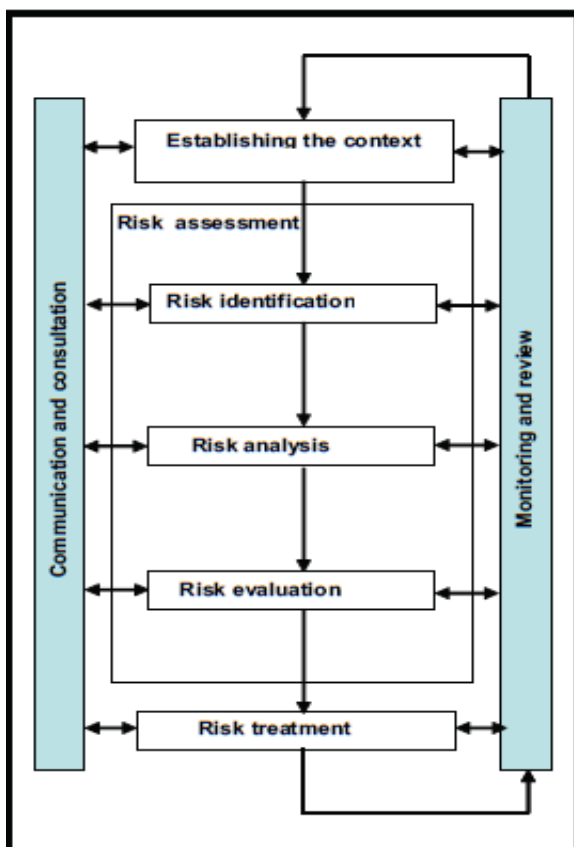 Establishing the context
Risk assessment
Risk identification
Risk analysis
Risk evaluation
Risk treatment
Communication and consultation
Monitoring and review